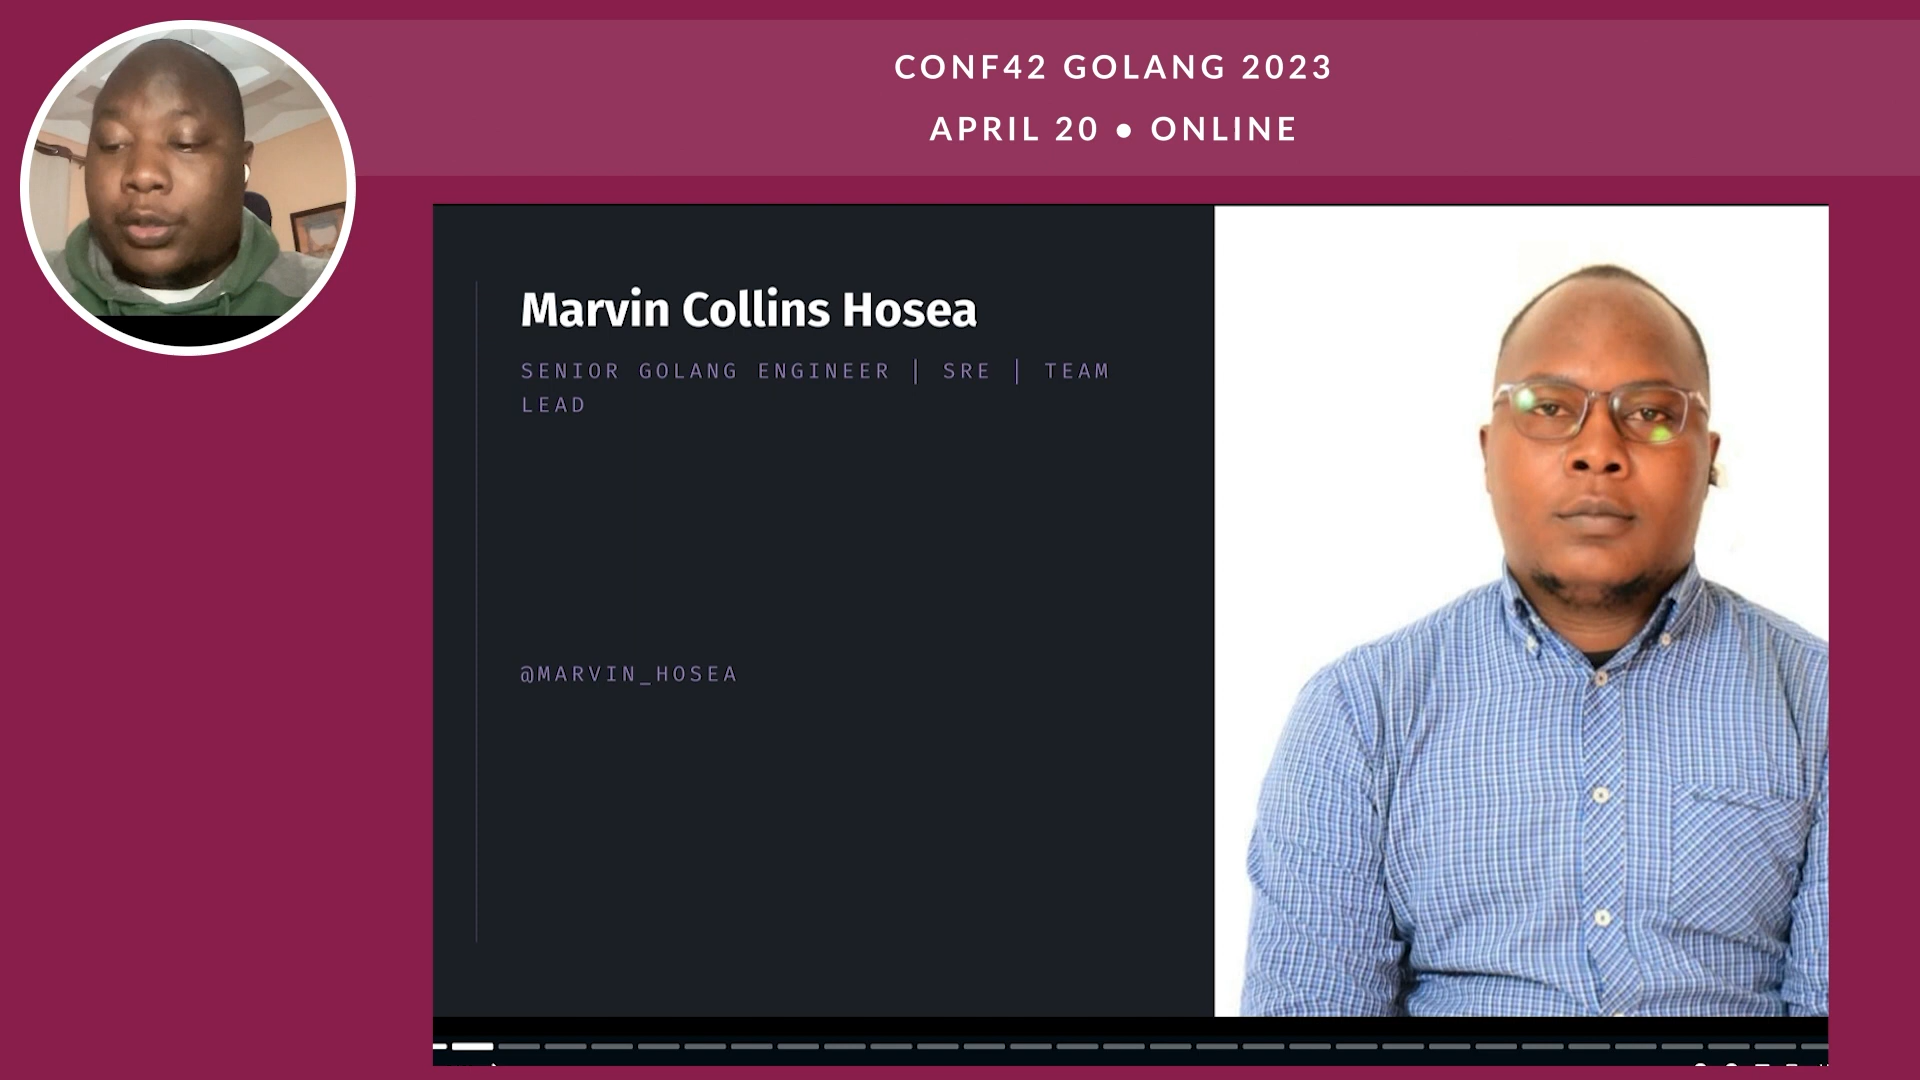 CONF42 GOLANG 2023
APRIL 20 ● ONLINE
Marvin Collins Hosea
SENIOR GOLANG ENGINEER | SRE | TEAM
LEAD
@MARVIN_HOSEA